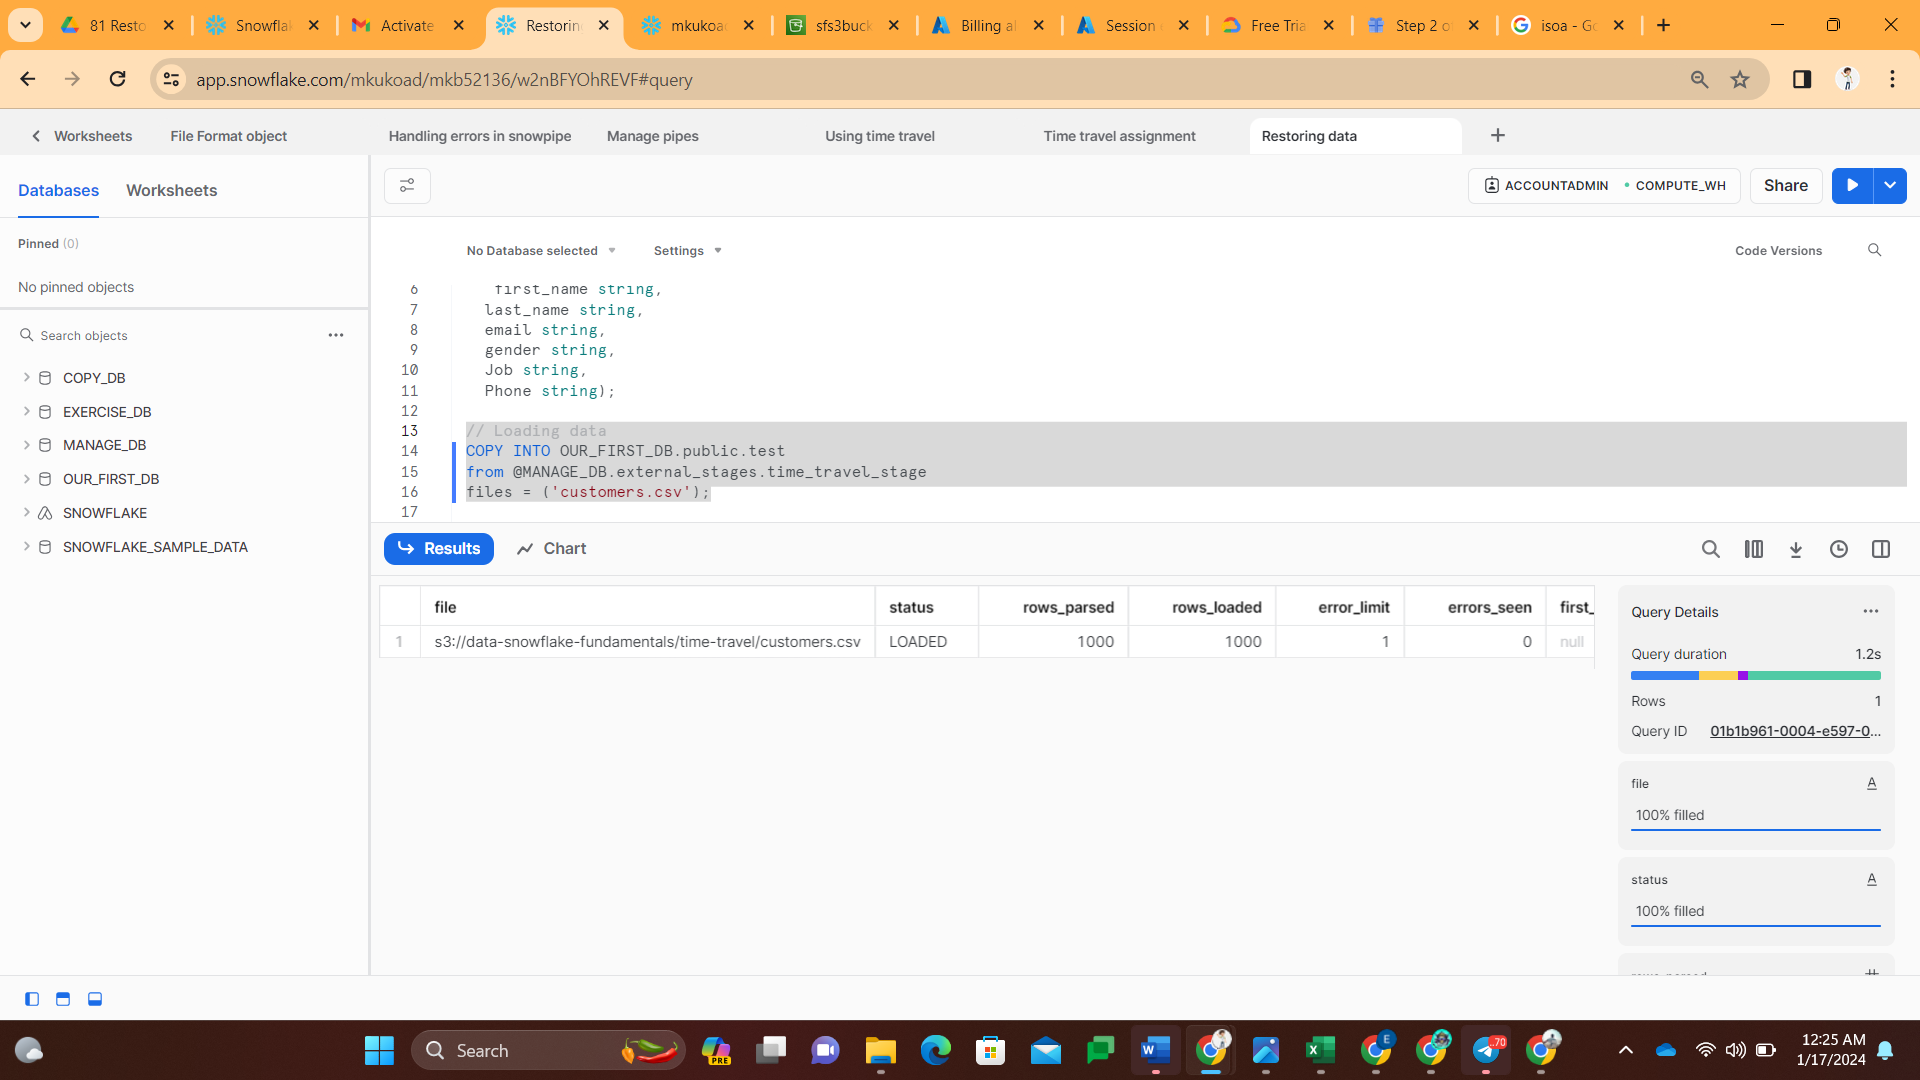 81 Resto
Snowflak
Activate
Restorin
mkukoad
sfs3buck
Billing al
Session
Free Tria
Step 2 o
isoa - Go
app.snowflake.com/mkukoad/mkb52136/w2nBFYOhREVF#query
Worksheets
File Format object
Handling errors in snowpipe
Manage pipes
Using time travel
Time travel assignment
Restoring data
Databases
Worksheets
ACCOUNTADMIN
COMPUTE_WH
Share
Pinned (0)
No pinned objects
Search objects
COPY_DB
EXERCISE_DB
MANAGE_DB
OUR_FIRST_DB
SNOWFLAKE
SNOWFLAKE_SAMPLE_DATA
No Database selected
Settings
Code Versions
6 first_name string,
7 last_name string,
8 email string,
9 gender string,
10 Job string,
11 Phone string);
12
13 // Loading data
14 COPY INTO OUR_FIRST_DB.public.test
15 from @MANAGE_DB.external_stages.time_travel_stage
16 files = ('customers.csv');
17
Results
Chart
file status rows_parsed rows_loaded error_limit errors_seen first_
1 s3://data-snowflake-fundamentals/time-travel/customers.csv LOADED 1000 1000 1 0 null
Query Details
Query duration 1.2s
Rows 1
Query ID 01b1b961-0004-e597-0...
file A
100% filled
status A
100% filled
Search
PRE
W
X
E
70
12:25 AM
1/17/2024